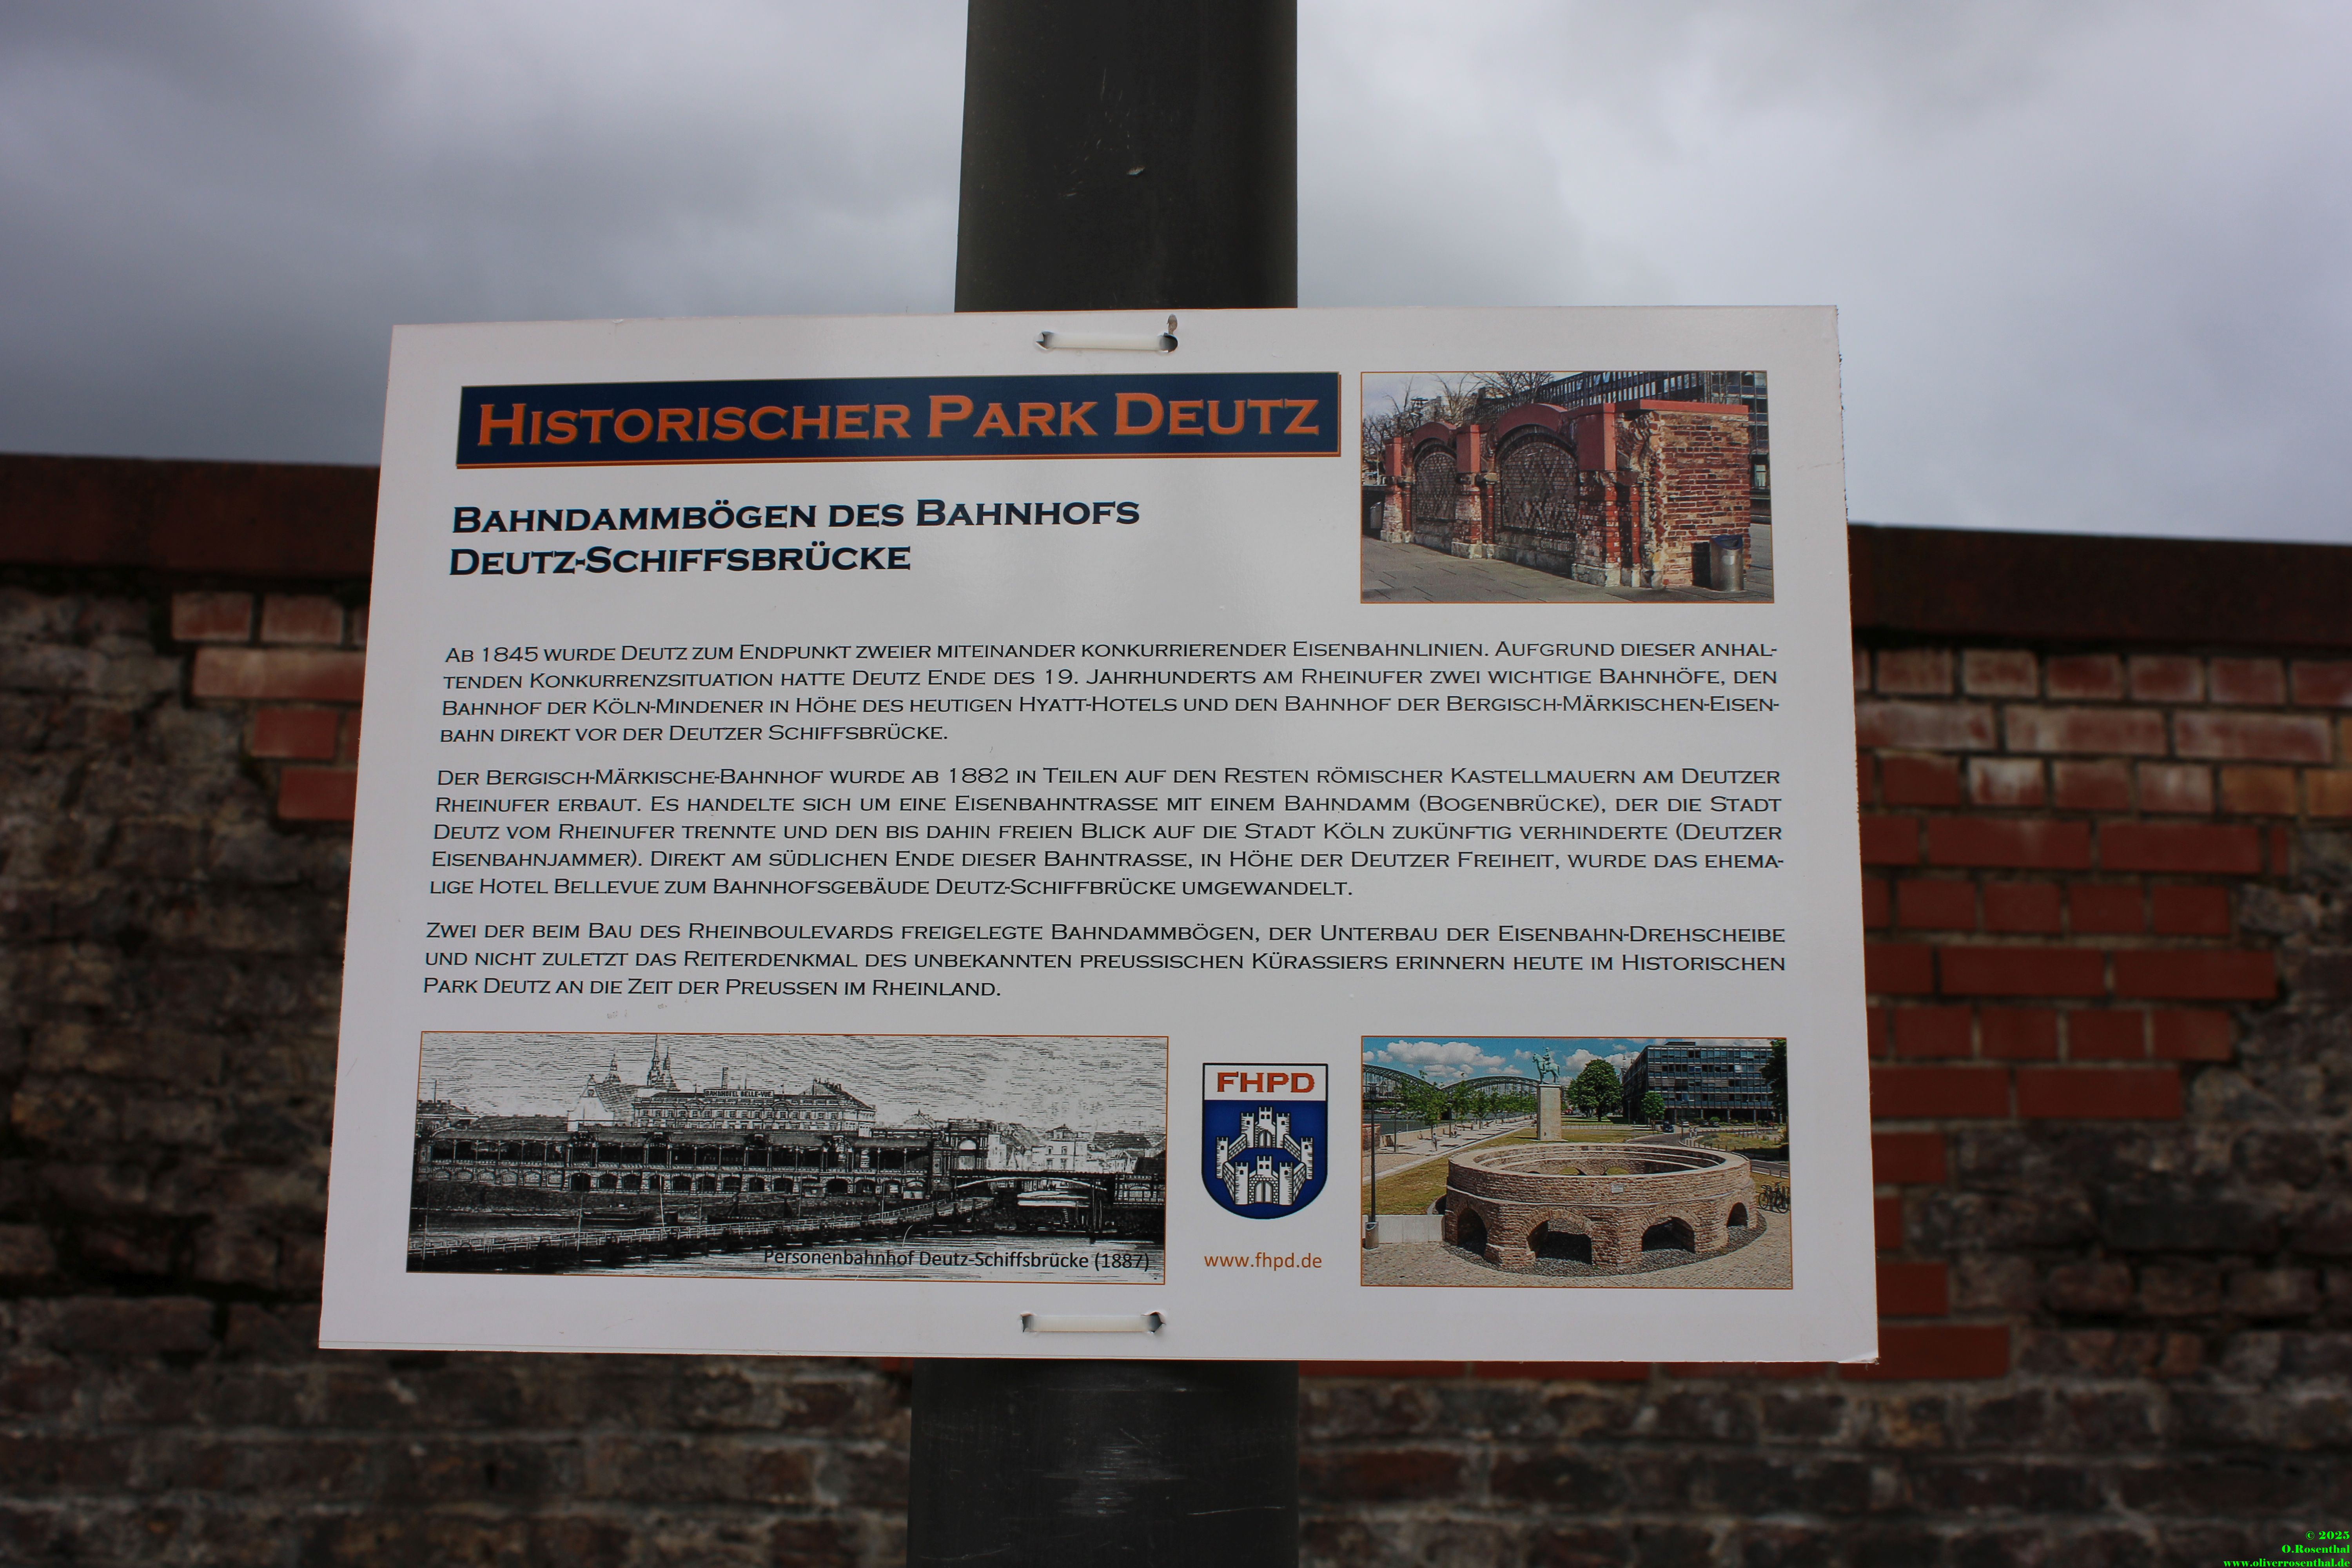 Historischer Park Deutz
Bahndammbögen des Bahnhofs
Deutz-Schiffsbrücke
Ab 1845 wurde Deutz zum Endpunkt zweier miteinander konkurrierender Eisenbahnlinien. Aufgrund dieser anhal-
tenden Konkurrenzsituation hatte Deutz Ende des 19. Jahrhunderts am Rheinufer zwei wichtige Bahnhöfe, den
Bahnhof der Köln-Mindener in Höhe des heutigen Hyatt-Hotels und den Bahnhof der Bergisch-Märkischen-Eisen-
bahn direkt vor der Deutzer Schiffsbrücke.
Der Bergisch-Märkische-Bahnhof wurde ab 1882 in Teilen auf den Resten römischer Kastellmauern am Deutzer
Rheinufer erbaut. Es handelte sich um eine Eisenbahntrasse mit einem Bahndamm (Bogenbrücke), der die Stadt
Deutz vom Rheinufer trennte und den bis dahin freien Blick auf die Stadt Köln zukünftig verhinderte (Deutzer
Eisenbahnjammer). Direkt am südlichen Ende dieser Bahntrasse, in Höhe der Deutzer Freiheit, wurde das ehema-
lige Hotel Bellevue zum Bahnhofsgebäude Deutz-Schiffbrücke umgewandelt.
Zwei der beim Bau des Rheinboulevards freigelegte Bahndammbögen, der Unterbau der Eisenbahn-Drehscheibe
und nicht zuletzt das Reiterdenkmal des unbekannten preussischen Kürassiers erinnern heute im Historischen
Park Deutz an die Zeit der Preussen im Rheinland.
Personenbahnhof Deutz-Schiffsbrücke (1887)
FHPD
www.fhpd.de
© 2025
O.Rosenthal
www.oliverrosenthal.de